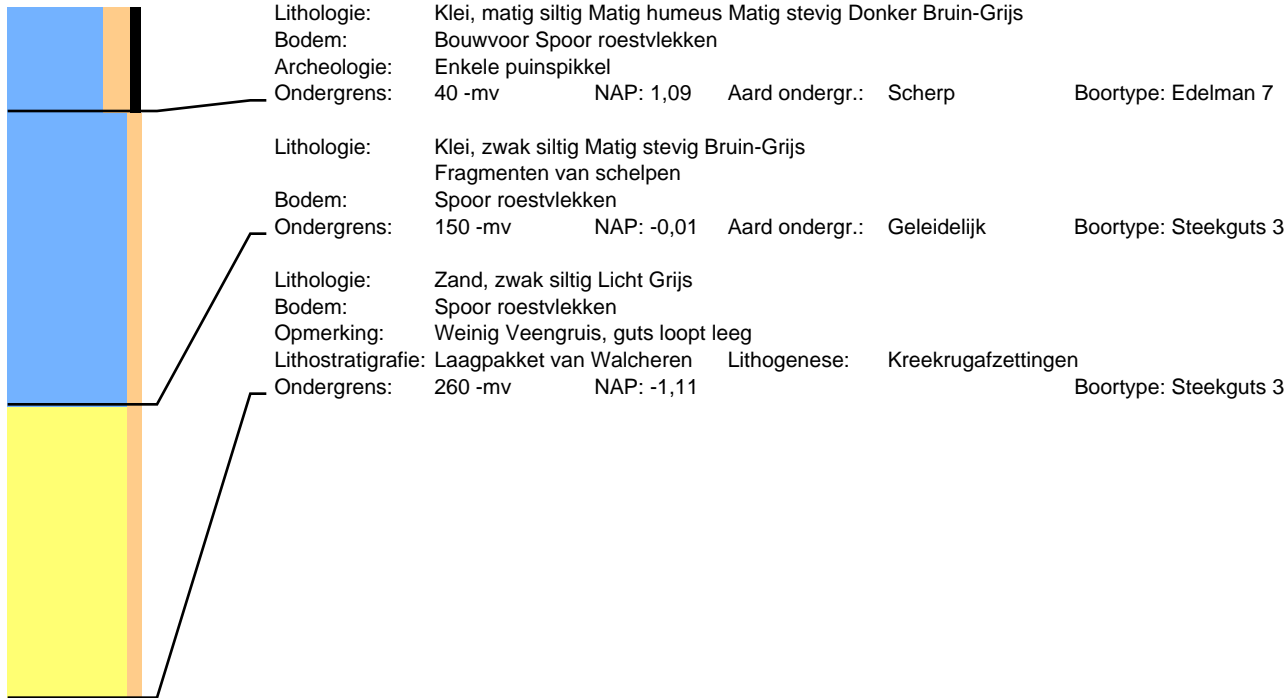 Lithologie: Klei, matig siltig Matig humeus Matig stevig Donker Bruin-Grijs
Bodem: Bouwvoor Spoor roestvlekken
Archeologie: Enkele puinspikkel
Ondergrens: 40 -mv NAP: 1,09 Aard ondergr.: Scherp Boortype: Edelman 7
Lithologie: Klei, zwak siltig Matig stevig Bruin-Grijs
Fragmenten van schelpen
Bodem: Spoor roestvlekken
Ondergrens: 150 -mv NAP: -0,01 Aard ondergr.: Geleidelijk Boortype: Steekguts 3
Lithologie: Zand, zwak siltig Licht Grijs
Bodem: Spoor roestvlekken
Opmerking: Weinig Veengruis, guts loopt leeg
Lithostratigrafie: Laagpakket van Walcheren Lithogenese: Kreekrugafzettingen
Ondergrens: 260 -mv NAP: -1,11 Boortype: Steekguts 3